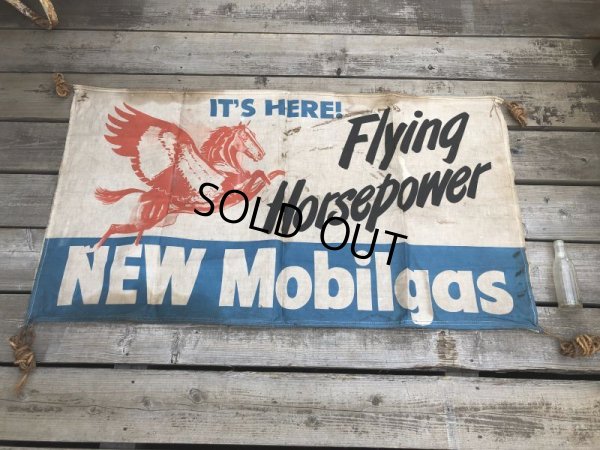 IT'S HERE!
Flying
Horsepower
SOLD OUT
NEW Mobilgas